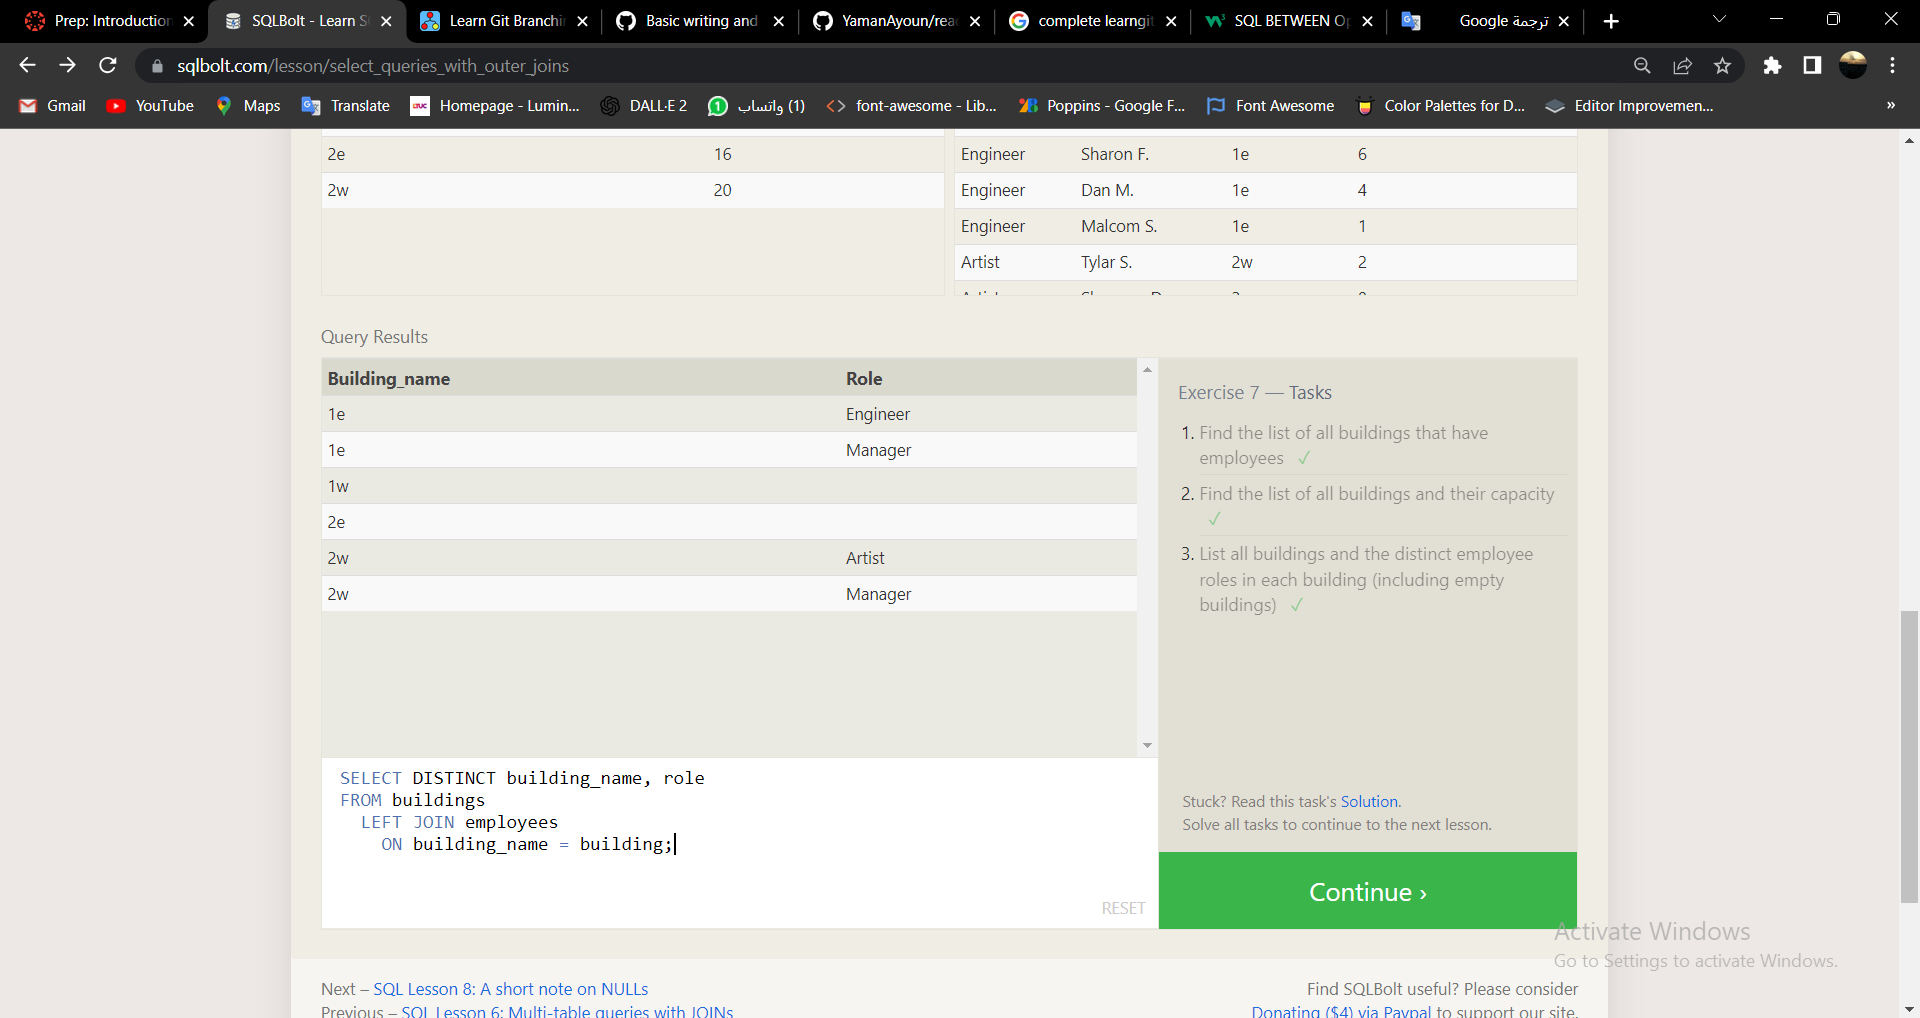 Prep: Introduction
SQLBolt - Learn S
Learn Git Branchi
Basic writing and
YamanAyoun/rea
complete learngit
SQL BETWEEN Op
ترجمة Google
sqlbolt.com/lesson/select_queries_with_outer_joins
Gmail
YouTube
Maps
Translate
Homepage - Lumin...
DALL·E 2
(1) واتساب
font-awesome - Lib...
Poppins - Google F...
Font Awesome
Color Palettes for D...
Editor Improvemen...
»
2e 16
2w 20
Engineer Sharon F. 1e 6
Engineer Dan M. 1e 4
Engineer Malcom S. 1e 1
Artist Tylar S. 2w 2
Query Results
Building_name Role
1e Engineer
1e Manager
1w
2e
2w Artist
2w Manager
Exercise 7 — Tasks
1. Find the list of all buildings that have
employees ✓
2. Find the list of all buildings and their capacity
✓
3. List all buildings and the distinct employee
roles in each building (including empty
buildings) ✓
SELECT DISTINCT building_name, role
FROM buildings
LEFT JOIN employees
ON building_name = building;
RESET
Stuck? Read this task's Solution.
Solve all tasks to continue to the next lesson.
Continue ›
Activate Windows
Go to Settings to activate Windows.
Next – SQL Lesson 8: A short note on NULLs
Previous – SQL Lesson 6: Multi-table queries with JOINs
Find SQLBolt useful? Please consider
Donating ($4) via Paypal to support our site.